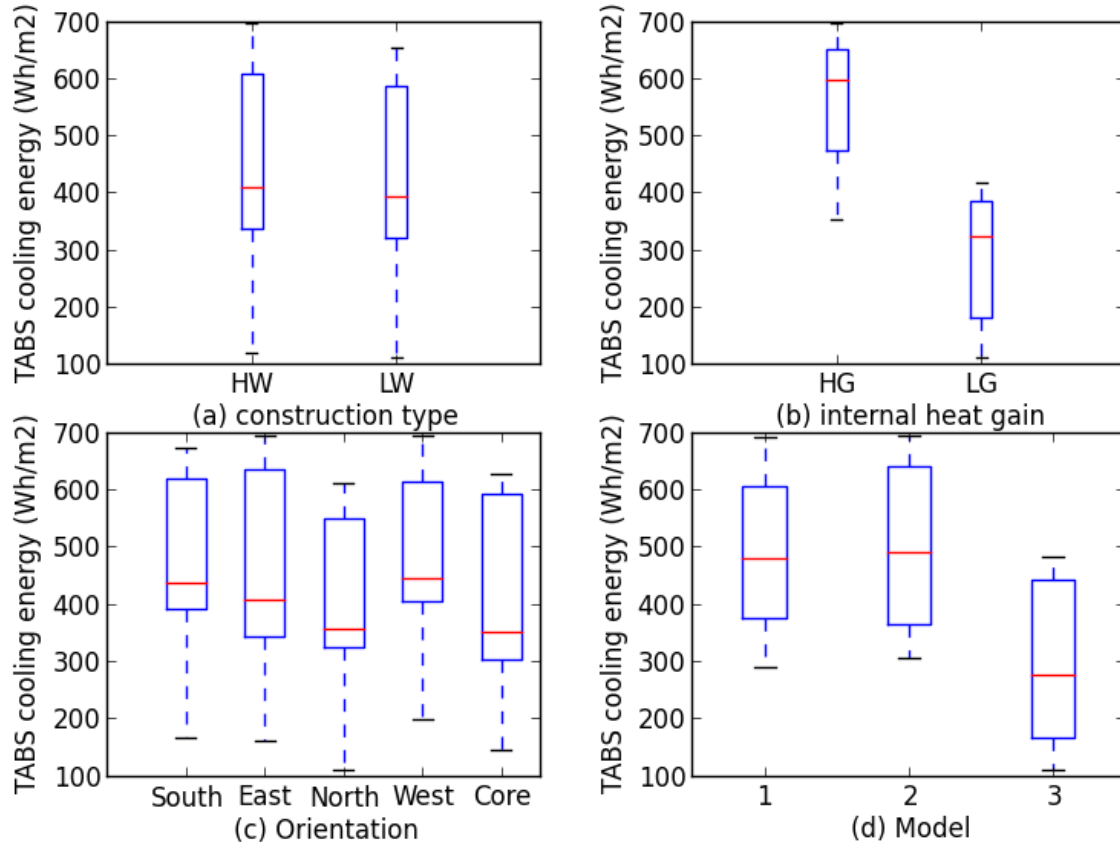 TABS cooling energy (Wh/m2)
700
600
500
400
300
200
100
HW LW
(a) construction type
TABS cooling energy (Wh/m2)
700
600
500
400
300
200
100
HG LG
(b) internal heat gain
TABS cooling energy (Wh/m2)
700
600
500
400
300
200
100
South East North West Core
(c) Orientation
TABS cooling energy (Wh/m2)
700
600
500
400
300
200
100
1 2 3
(d) Model